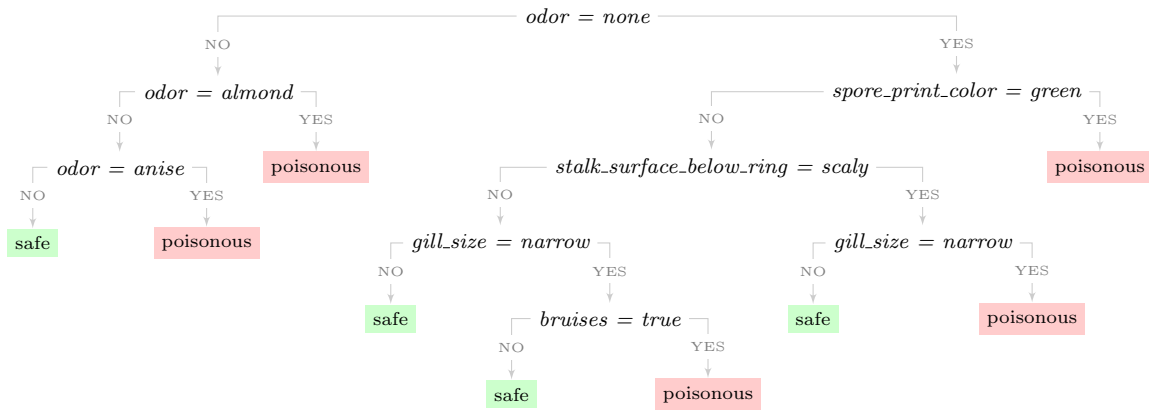 odor = none
NO
YES
odor = almond
spore_print_color = green
NO
YES
NO
YES
odor = anise
poisonous
stalk_surface_below_ring = scaly
poisonous
NO
YES
NO
YES
safe
poisonous
gill_size = narrow
gill_size = narrow
NO
YES
NO
YES
safe
bruises = true
safe
poisonous
NO
YES
safe
poisonous